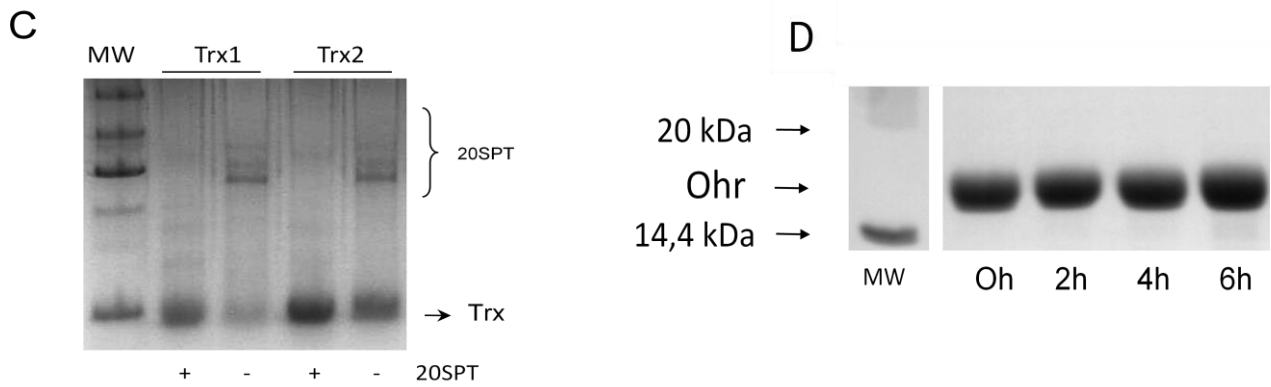 C
MW
Trx1
Trx2
20SPT
Trx
+ - + - 20SPT
D
20 kDa
Ohr
14,4 kDa
MW
Oh 2h 4h 6h